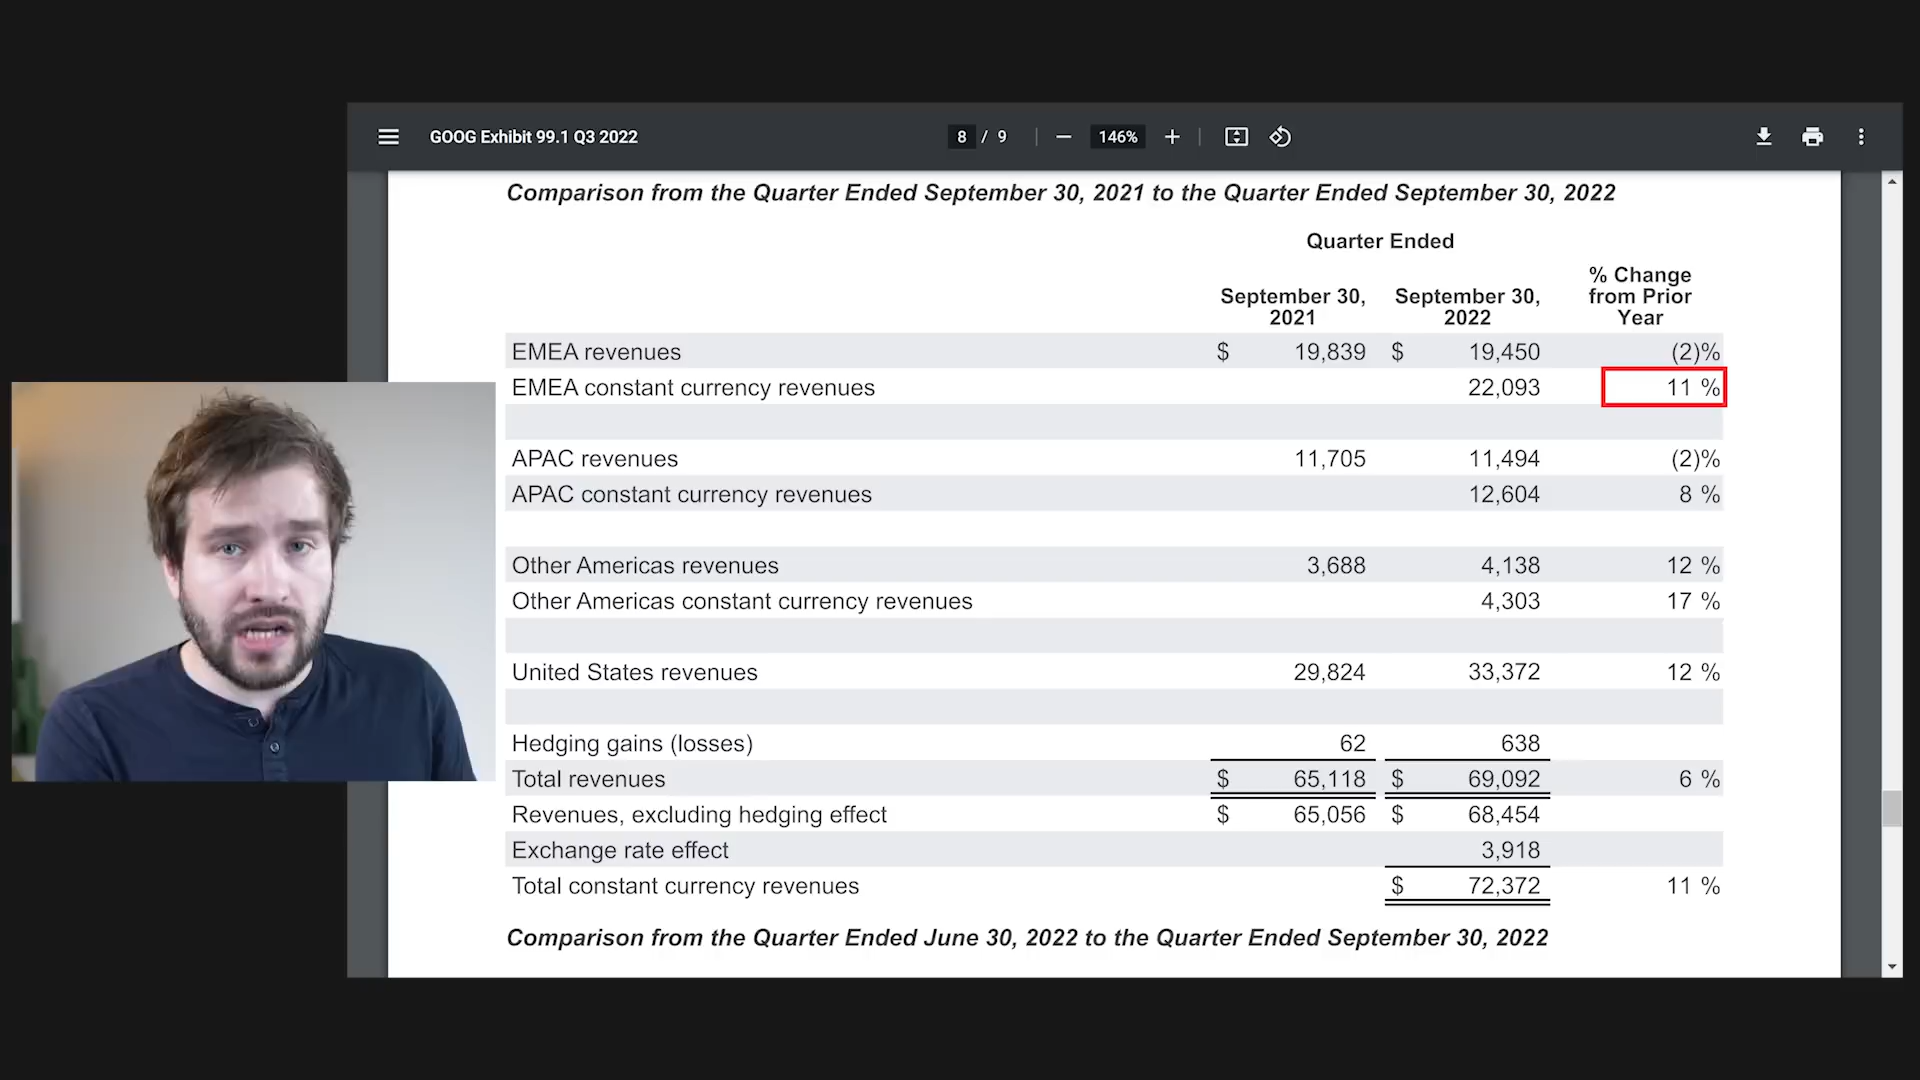 GOOG Exhibit 99.1 Q3 2022 8 / 9 146%
Comparison from the Quarter Ended September 30, 2021 to the Quarter Ended September 30, 2022
Quarter Ended
September 30, 2021 September 30, 2022 % Change from Prior Year
EMEA revenues $ 19,839 $ 19,450 (2)%
EMEA constant currency revenues 22,093 11 %
APAC revenues 11,705 11,494 (2)%
APAC constant currency revenues 12,604 8 %
Other Americas revenues 3,688 4,138 12 %
Other Americas constant currency revenues 4,303 17 %
United States revenues 29,824 33,372 12 %
Hedging gains (losses) 62 638
Total revenues $ 65,118 $ 69,092 6 %
Revenues, excluding hedging effect $ 65,056 $ 68,454
Exchange rate effect 3,918
Total constant currency revenues $ 72,372 11 %
Comparison from the Quarter Ended June 30, 2022 to the Quarter Ended September 30, 2022